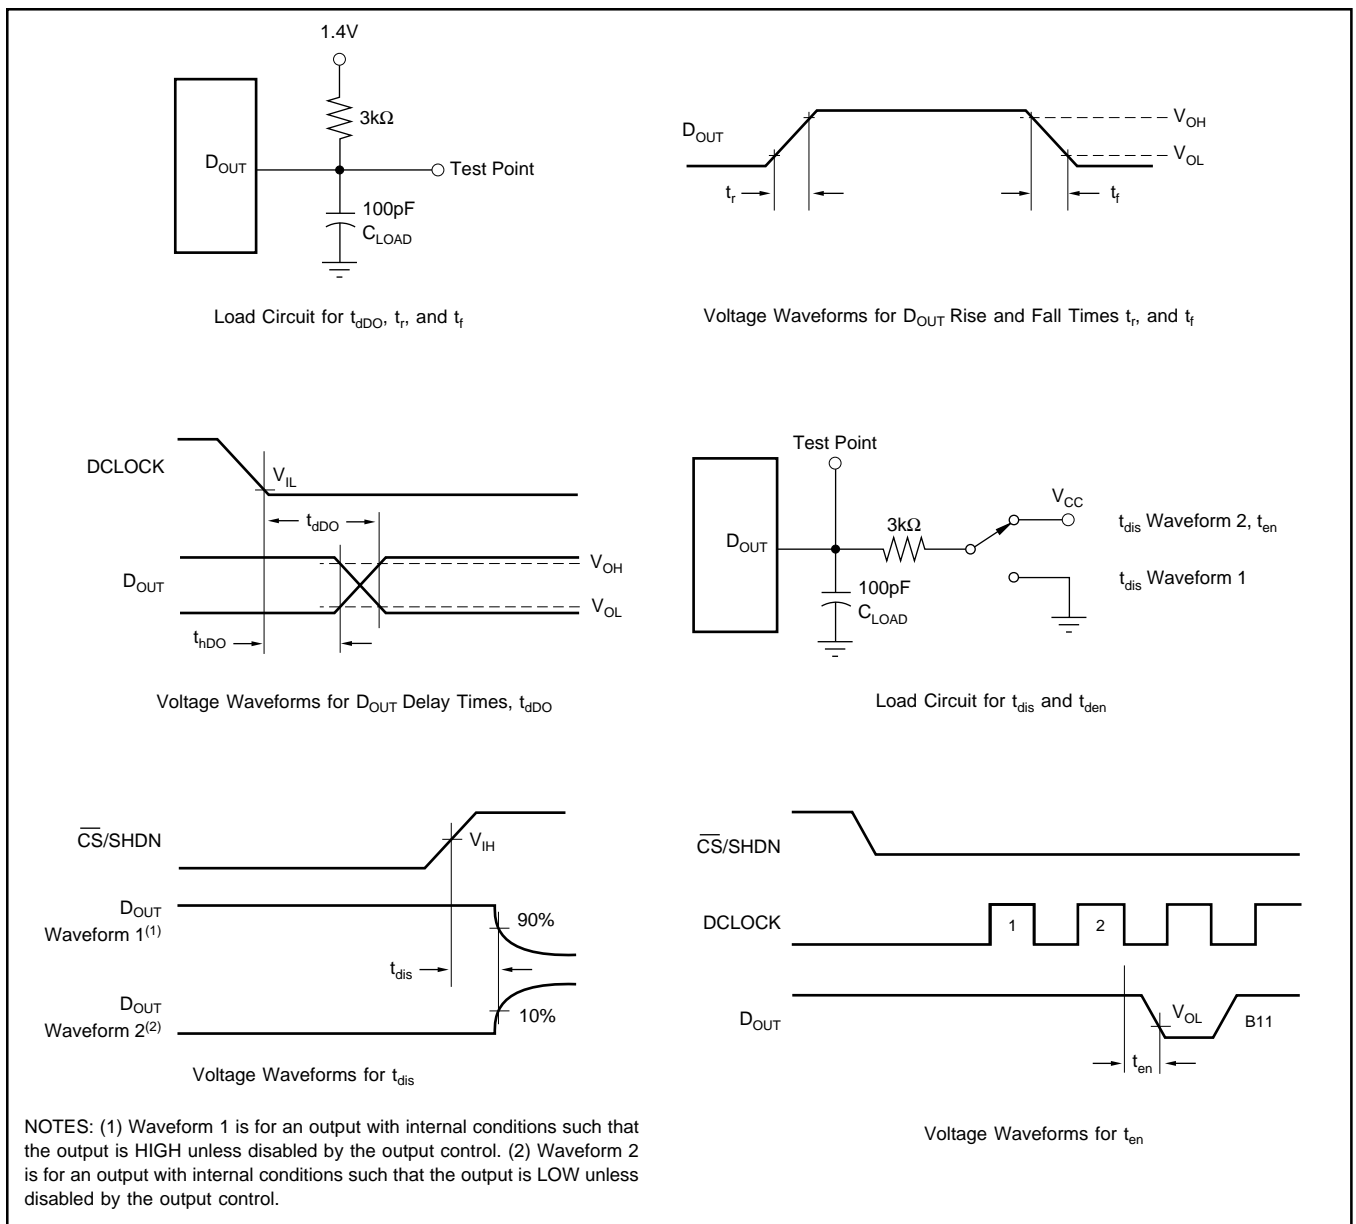 1.4V
3kΩ
D_OUT
Test Point
100pF
C_LOAD
Load Circuit for t_dDO, t_r, and t_f
D_OUT
V_OH
V_OL
t_r
t_f
Voltage Waveforms for D_OUT Rise and Fall Times t_r, and t_f
DCLOCK
V_IL
t_dDO
D_OUT
V_OH
V_OL
t_hDO
Voltage Waveforms for D_OUT Delay Times, t_dDO
Test Point
D_OUT
3kΩ
V_CC
t_dis Waveform 2, t_en
t_dis Waveform 1
100pF
C_LOAD
Load Circuit for t_dis and t_den
C̅S̅/SHDN
V_IH
D_OUT
Waveform 1(1)
90%
t_dis
D_OUT
Waveform 2(2)
10%
Voltage Waveforms for t_dis
C̅S̅/SHDN
DCLOCK
1
2
D_OUT
V_OL
B11
t_en
Voltage Waveforms for t_en
NOTES: (1) Waveform 1 is for an output with internal conditions such that
the output is HIGH unless disabled by the output control. (2) Waveform 2
is for an output with internal conditions such that the output is LOW unless
disabled by the output control.